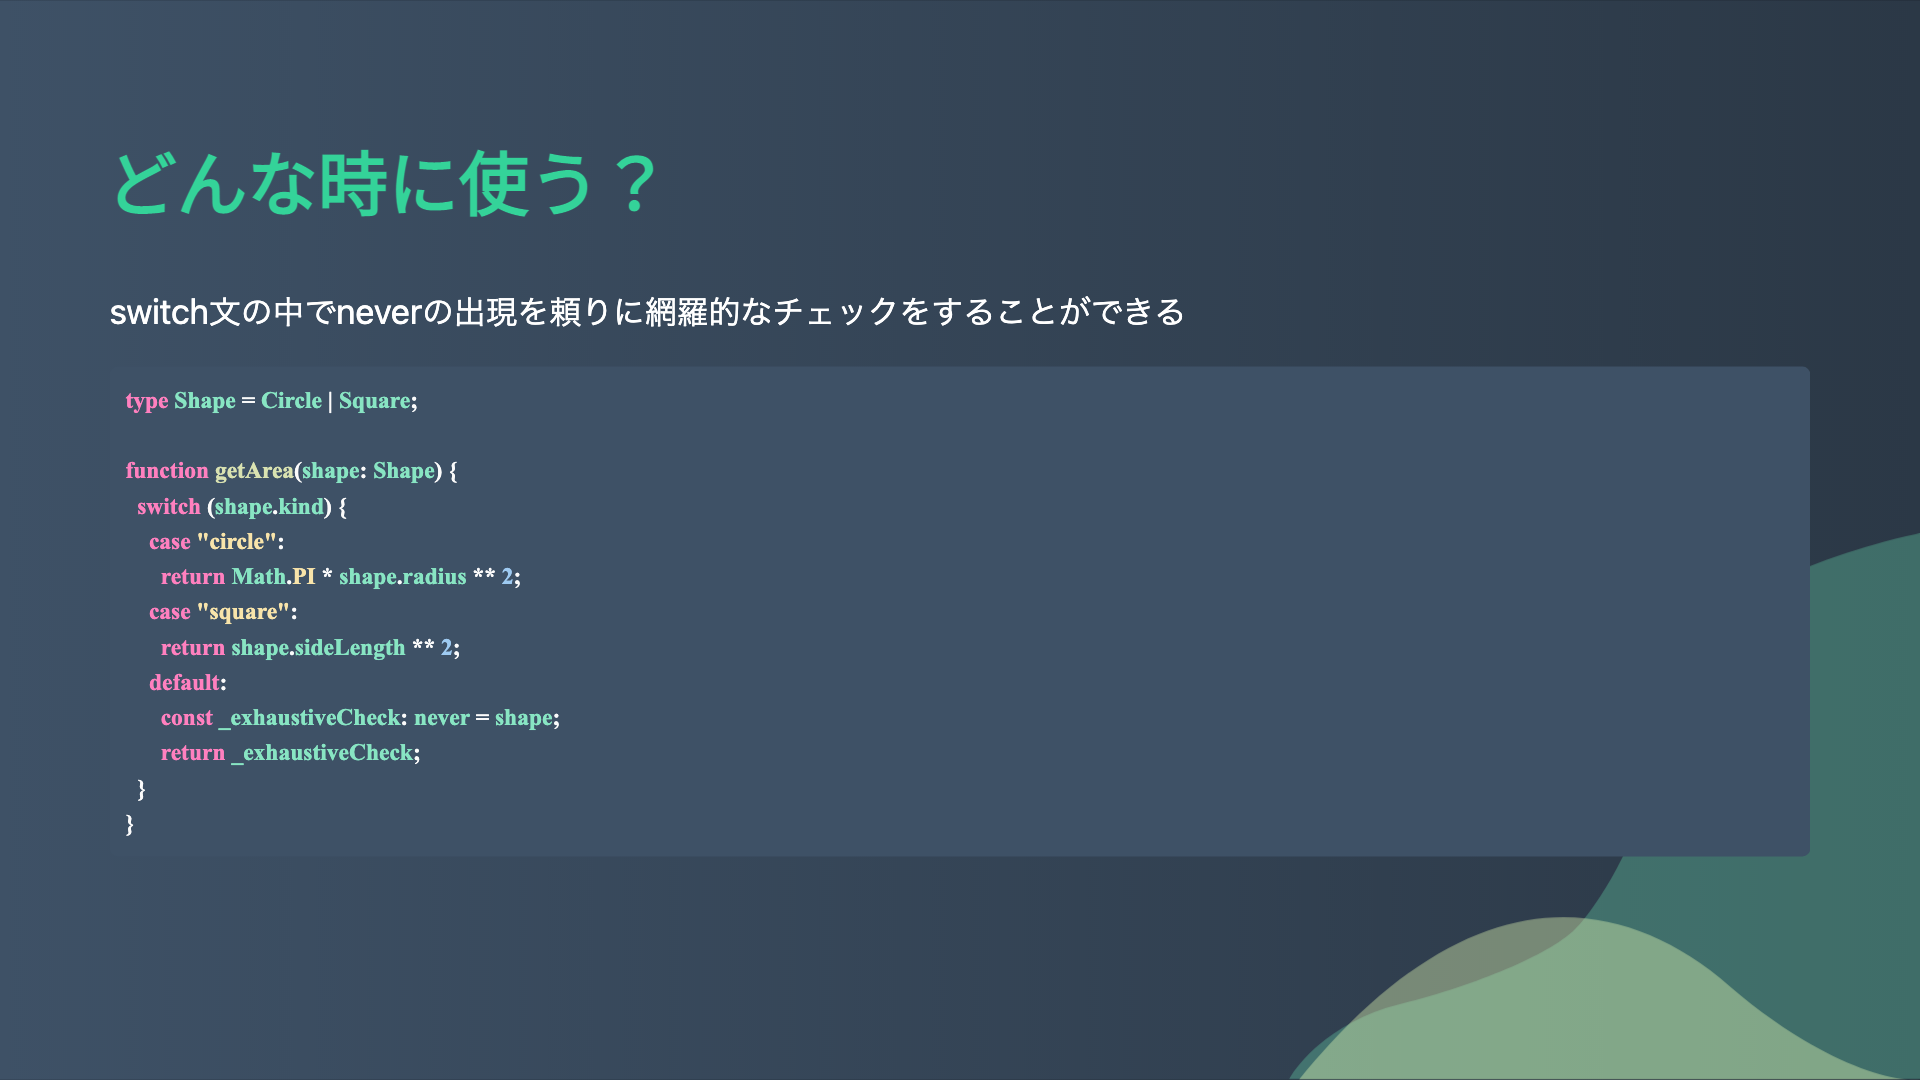 どんな時に使う？
switch文の中でneverの出現を頼りに網羅的なチェックをすることができる
type Shape = Circle | Square;
function getArea(shape: Shape) {
  switch (shape.kind) {
    case "circle":
      return Math.PI * shape.radius ** 2;
    case "square":
      return shape.sideLength ** 2;
    default:
      const _exhaustiveCheck: never = shape;
      return _exhaustiveCheck;
  }
}